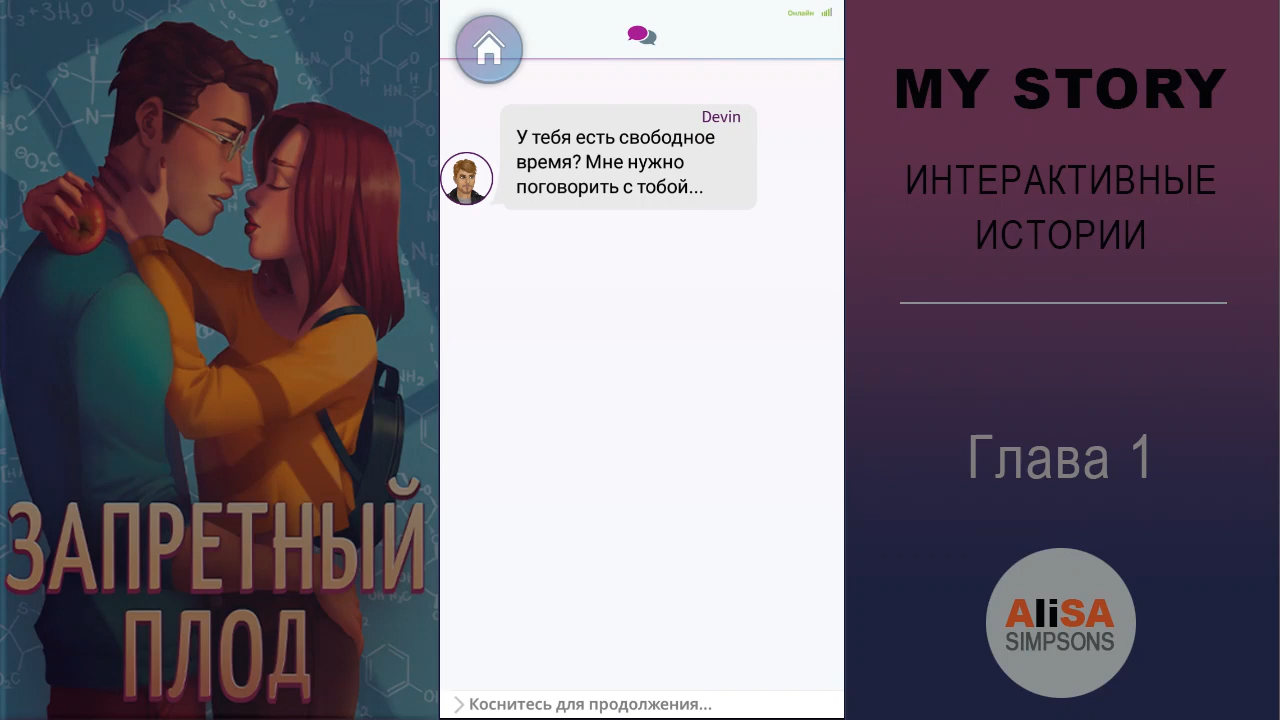 Онлайн
Devin
У тебя есть свободное
время? Мне нужно
поговорить с тобой...
Коснитесь для продолжения...
ЗАПРЕТНЫЙ
ПЛОД
MY STORY
ИНТЕРАКТИВНЫЕ
ИСТОРИИ
Глава 1
AliSA
SIMPSONS